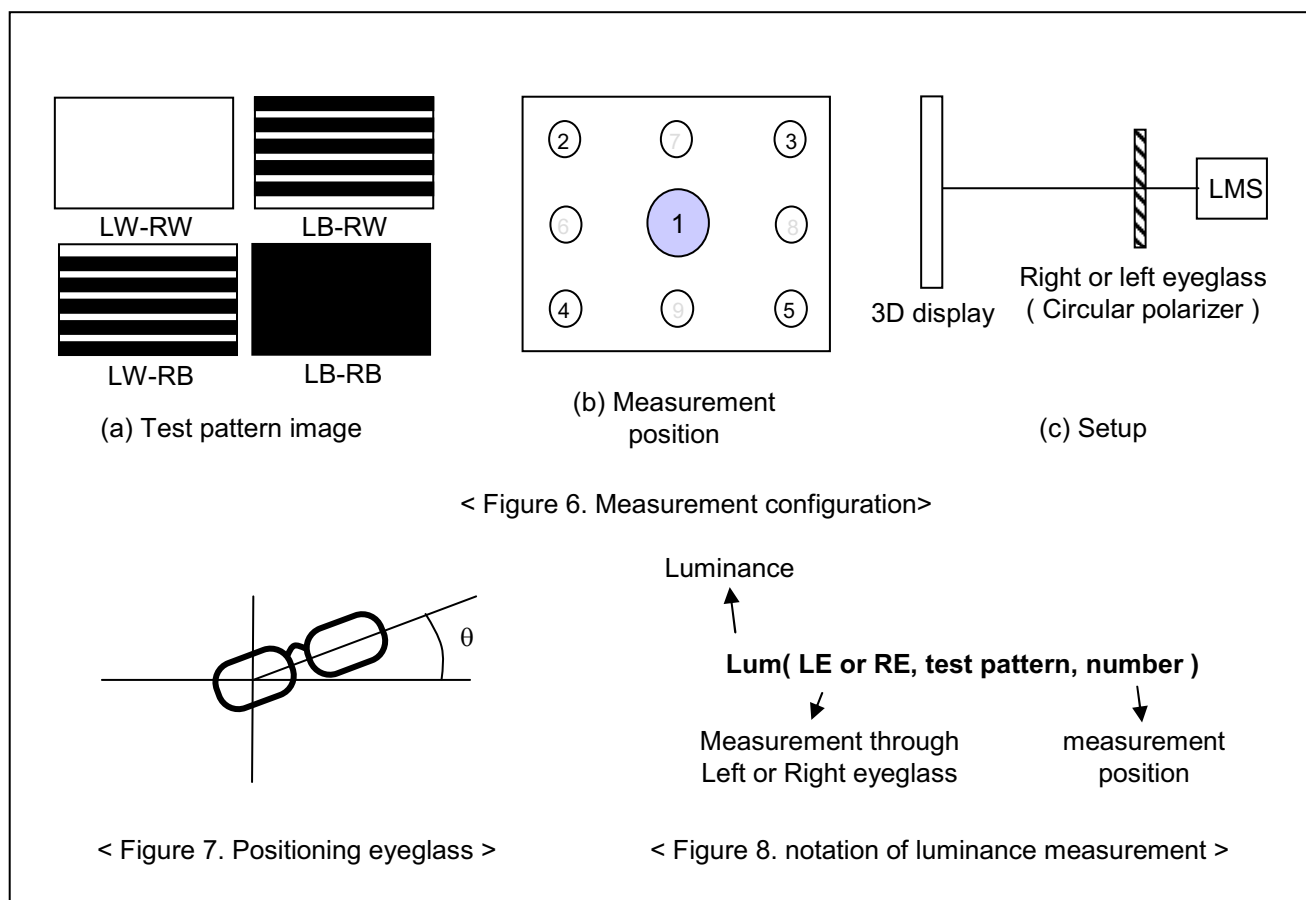 LW-RW
LB-RW
LW-RB
LB-RB
(a) Test pattern image
2
7
3
6
1
8
4
9
5
(b) Measurement
position
LMS
3D display
Right or left eyeglass
( Circular polarizer )
(c) Setup
< Figure 6. Measurement configuration>
θ
< Figure 7. Positioning eyeglass >
Luminance
Lum( LE or RE, test pattern, number )
Measurement through
Left or Right eyeglass
measurement
position
< Figure 8. notation of luminance measurement >